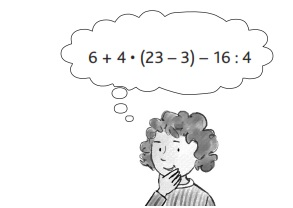 6 + 4 • (23 – 3) – 16 : 4